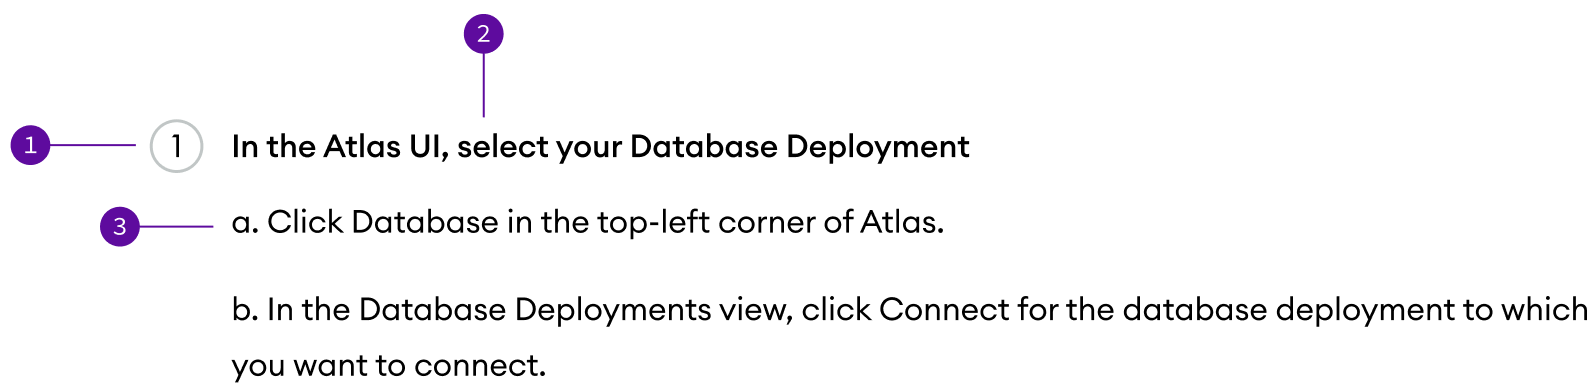 2
1 1 In the Atlas UI, select your Database Deployment
3 a. Click Database in the top-left corner of Atlas.
b. In the Database Deployments view, click Connect for the database deployment to which
you want to connect.